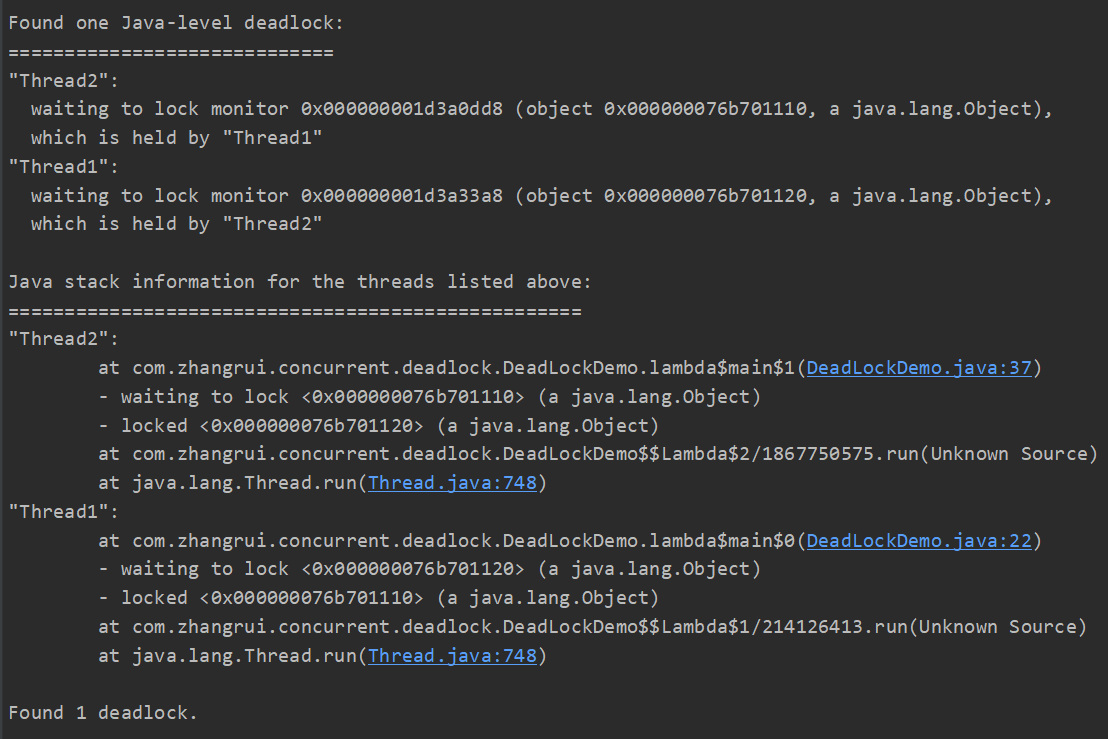 Found one Java-level deadlock:
=============================
"Thread2":
  waiting to lock monitor 0x000000001d3a0dd8 (object 0x000000076b701110, a java.lang.Object),
  which is held by "Thread1"
"Thread1":
  waiting to lock monitor 0x000000001d3a33a8 (object 0x000000076b701120, a java.lang.Object),
  which is held by "Thread2"

Java stack information for the threads listed above:
===================================================
"Thread2":
        at com.zhangrui.concurrent.deadlock.DeadLockDemo.lambda$main$1(DeadLockDemo.java:37)
        - waiting to lock <0x000000076b701110> (a java.lang.Object)
        - locked <0x000000076b701120> (a java.lang.Object)
        at com.zhangrui.concurrent.deadlock.DeadLockDemo$$Lambda$2/1867750575.run(Unknown Source)
        at java.lang.Thread.run(Thread.java:748)
"Thread1":
        at com.zhangrui.concurrent.deadlock.DeadLockDemo.lambda$main$0(DeadLockDemo.java:22)
        - waiting to lock <0x000000076b701120> (a java.lang.Object)
        - locked <0x000000076b701110> (a java.lang.Object)
        at com.zhangrui.concurrent.deadlock.DeadLockDemo$$Lambda$1/214126413.run(Unknown Source)
        at java.lang.Thread.run(Thread.java:748)

Found 1 deadlock.